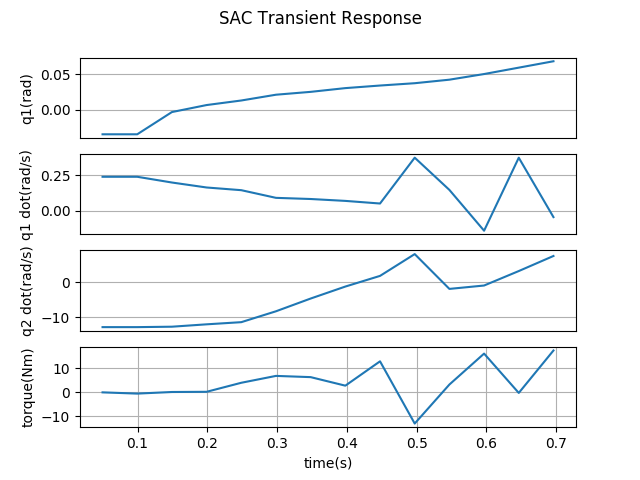 SAC Transient Response
q1(rad)
0.05
0.00
q1 dot(rad/s)
0.25
0.00
q2 dot(rad/s)
0
−10
torque(Nm)
10
0
−10
0.1 0.2 0.3 0.4 0.5 0.6 0.7
time(s)